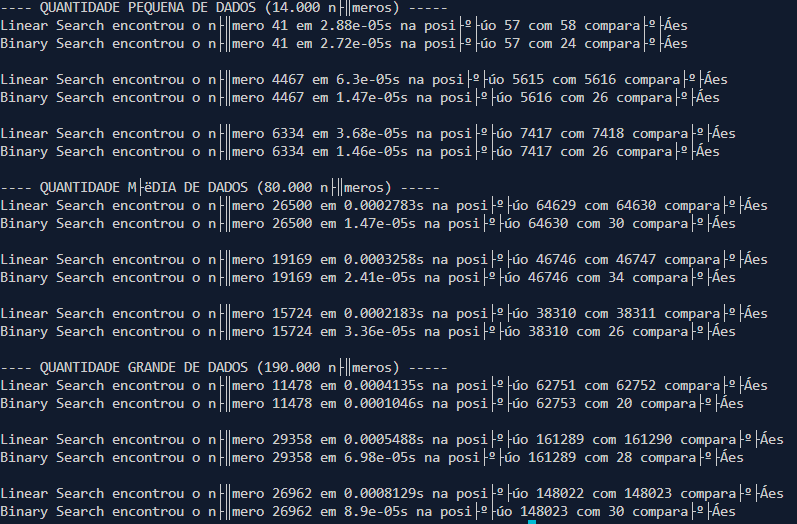 ---- QUANTIDADE PEQUENA DE DADOS (14.000 n├║meros) -----
Linear Search encontrou o n├║mero 41 em 2.88e-05s na posi├º├úo 57 com 58 compara├º├Áes
Binary Search encontrou o n├║mero 41 em 2.72e-05s na posi├º├úo 57 com 24 compara├º├Áes
Linear Search encontrou o n├║mero 4467 em 6.3e-05s na posi├º├úo 5615 com 5616 compara├º├Áes
Binary Search encontrou o n├║mero 4467 em 1.47e-05s na posi├º├úo 5616 com 26 compara├º├Áes
Linear Search encontrou o n├║mero 6334 em 3.68e-05s na posi├º├úo 7417 com 7418 compara├º├Áes
Binary Search encontrou o n├║mero 6334 em 1.46e-05s na posi├º├úo 7417 com 26 compara├º├Áes
---- QUANTIDADE M├ëDIA DE DADOS (80.000 n├║meros) -----
Linear Search encontrou o n├║mero 26500 em 0.0002783s na posi├º├úo 64629 com 64630 compara├º├Áes
Binary Search encontrou o n├║mero 26500 em 1.47e-05s na posi├º├úo 64630 com 30 compara├º├Áes
Linear Search encontrou o n├║mero 19169 em 0.0003258s na posi├º├úo 46746 com 46747 compara├º├Áes
Binary Search encontrou o n├║mero 19169 em 2.41e-05s na posi├º├úo 46746 com 34 compara├º├Áes
Linear Search encontrou o n├║mero 15724 em 0.0002183s na posi├º├úo 38310 com 38311 compara├º├Áes
Binary Search encontrou o n├║mero 15724 em 3.36e-05s na posi├º├úo 38310 com 26 compara├º├Áes
---- QUANTIDADE GRANDE DE DADOS (190.000 n├║meros) -----
Linear Search encontrou o n├║mero 11478 em 0.0004135s na posi├º├úo 62751 com 62752 compara├º├Áes
Binary Search encontrou o n├║mero 11478 em 0.0001046s na posi├º├úo 62753 com 20 compara├º├Áes
Linear Search encontrou o n├║mero 29358 em 0.0005488s na posi├º├úo 161289 com 161290 compara├º├Áes
Binary Search encontrou o n├║mero 29358 em 6.98e-05s na posi├º├úo 161289 com 28 compara├º├Áes
Linear Search encontrou o n├║mero 26962 em 0.0008129s na posi├º├úo 148022 com 148023 compara├º├Áes
Binary Search encontrou o n├║mero 26962 em 8.9e-05s na posi├º├úo 148023 com 30 compara├º├Áes